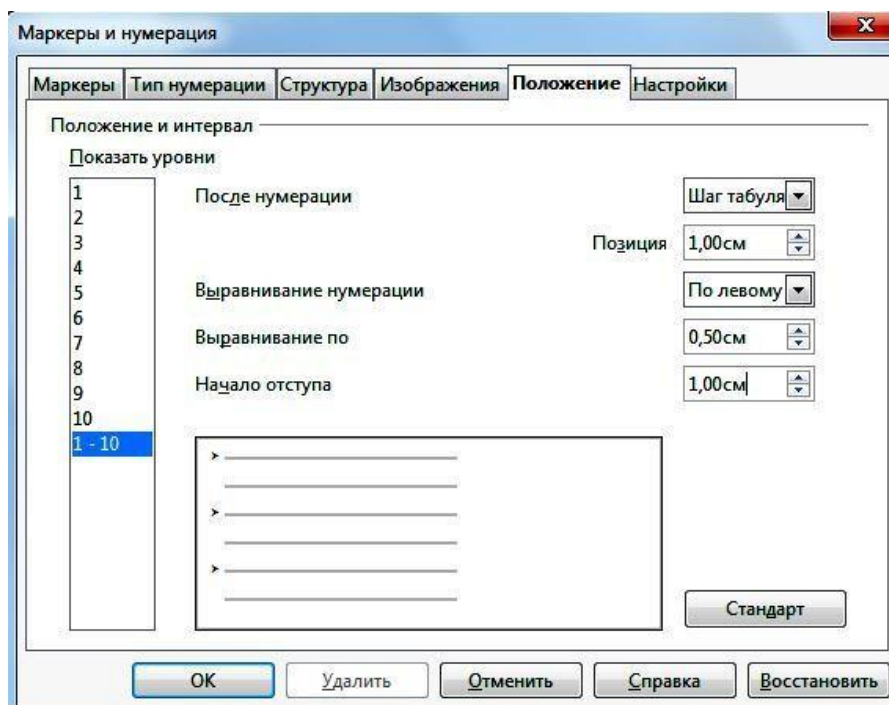 Маркеры и нумерация
Маркеры Тип нумерации Структура Изображения Положение Настройки
Положение и интервал
Показать уровни
1
2
3
4
5
6
7
8
9
10
1 - 10
После нумерации Шаг табуля
Позиция 1,00см
Выравнивание нумерации По левому
Выравнивание по 0,50см
Начало отступа 1,00см
Стандарт
ОК Удалить Отменить Справка Восстановить